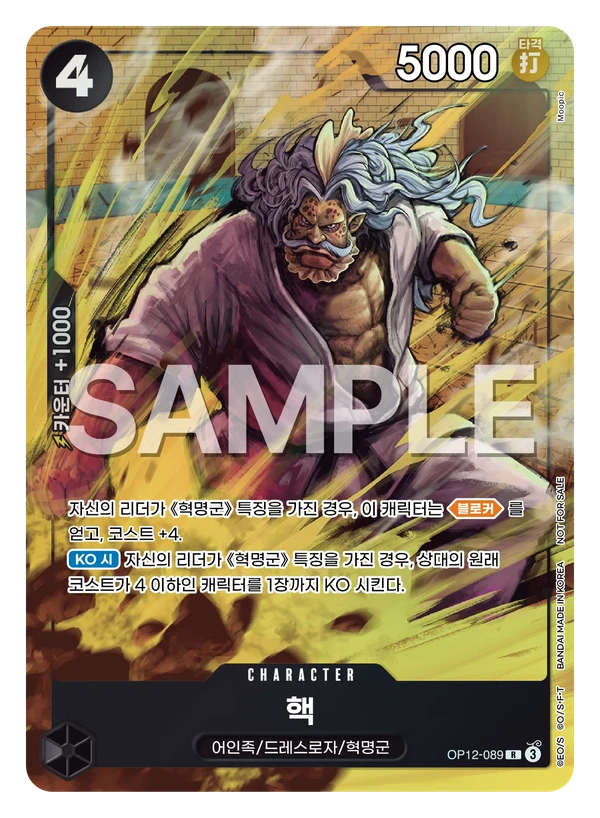 4
5000
타격
打
Moopic
카운터 +1000
SAMPLE
자신의 리더가 《혁명군》 특징을 가진 경우, 이 캐릭터는 블로커 를
얻고, 코스트 +4.
KO 시 자신의 리더가 《혁명군》 특징을 가진 경우, 상대의 원래
코스트가 4 이하인 캐릭터를 1장까지 KO 시킨다.
CHARACTER
핵
어인족/드레스로자/혁명군
OP12-089 R 3
©EO/S ©O/S·F·T BANDAI MADE IN KOREA NOT FOR SALE